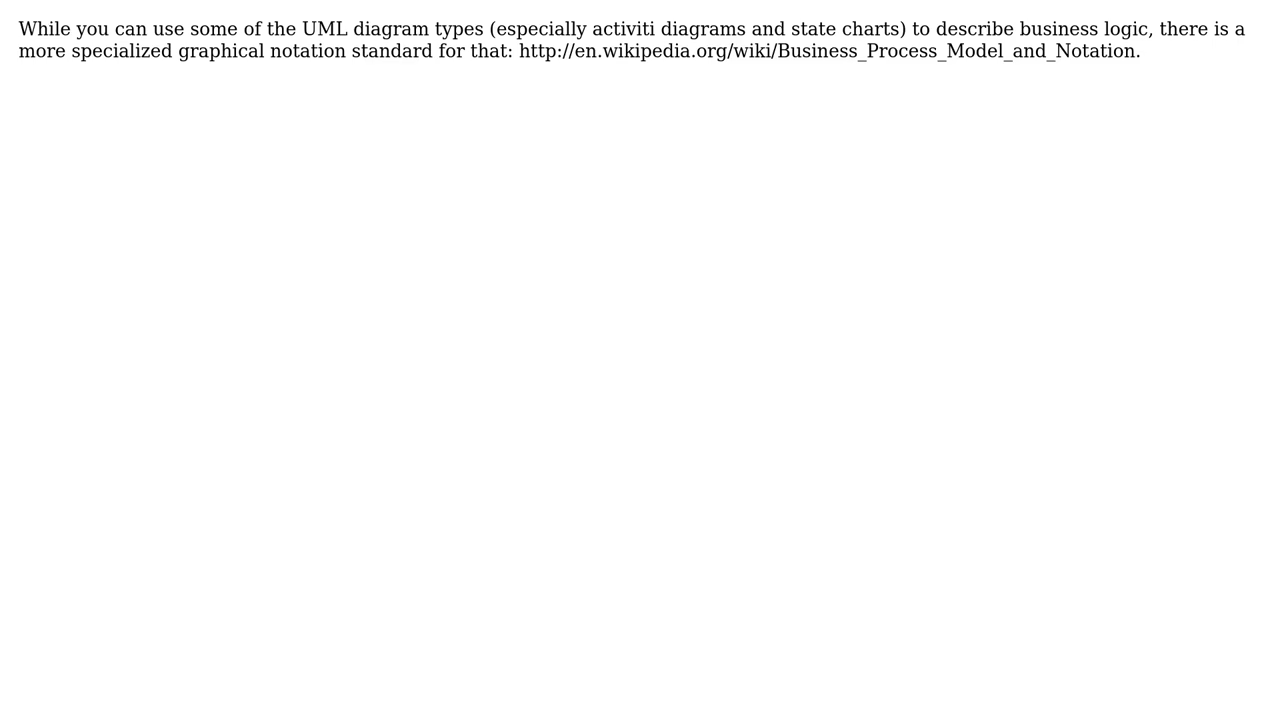 While you can use some of the UML diagram types (especially activiti diagrams and state charts) to describe business logic, there is a
more specialized graphical notation standard for that: http://en.wikipedia.org/wiki/Business_Process_Model_and_Notation.